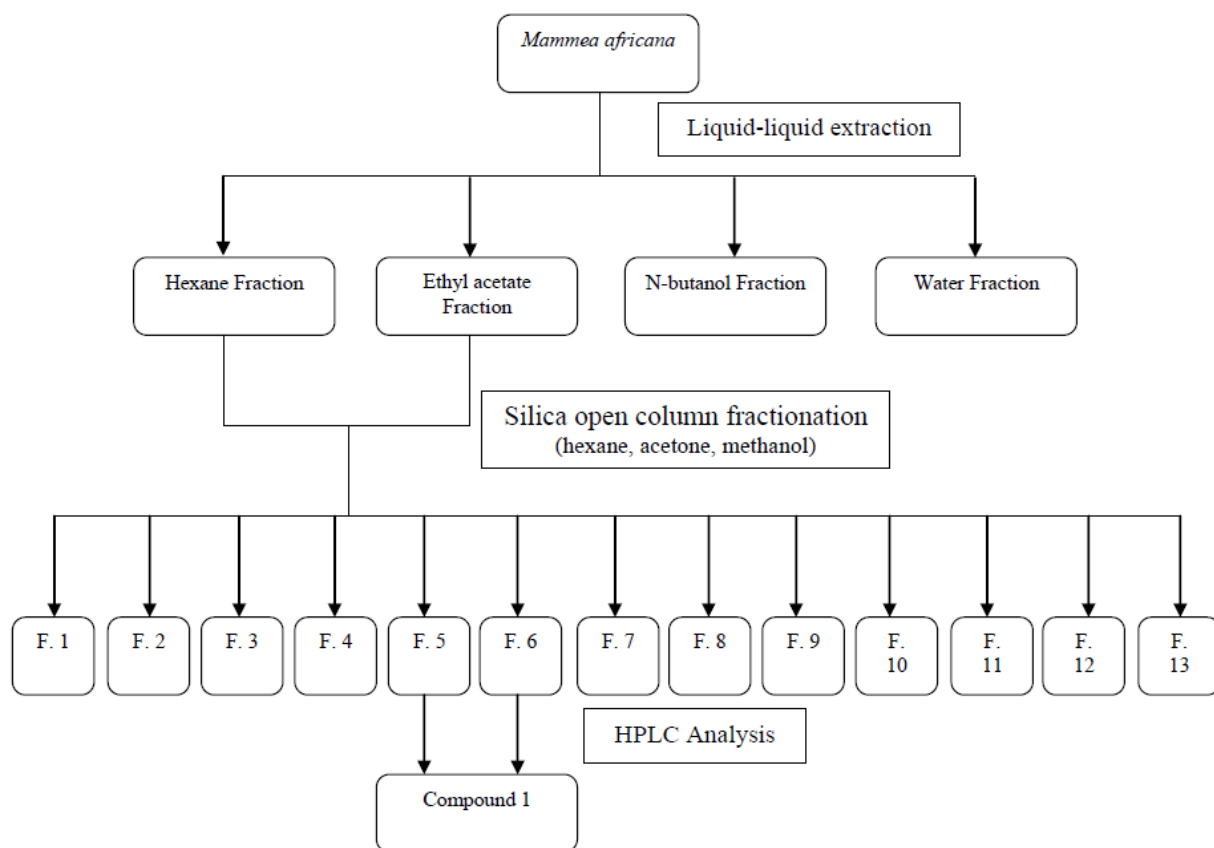 Mammea africana
Liquid-liquid extraction
Hexane Fraction
Ethyl acetate
Fraction
N-butanol Fraction
Water Fraction
Silica open column fractionation
(hexane, acetone, methanol)
F. 1
F. 2
F. 3
F. 4
F. 5
F. 6
F. 7
F. 8
F. 9
F.
10
F.
11
F.
12
F.
13
HPLC Analysis
Compound 1